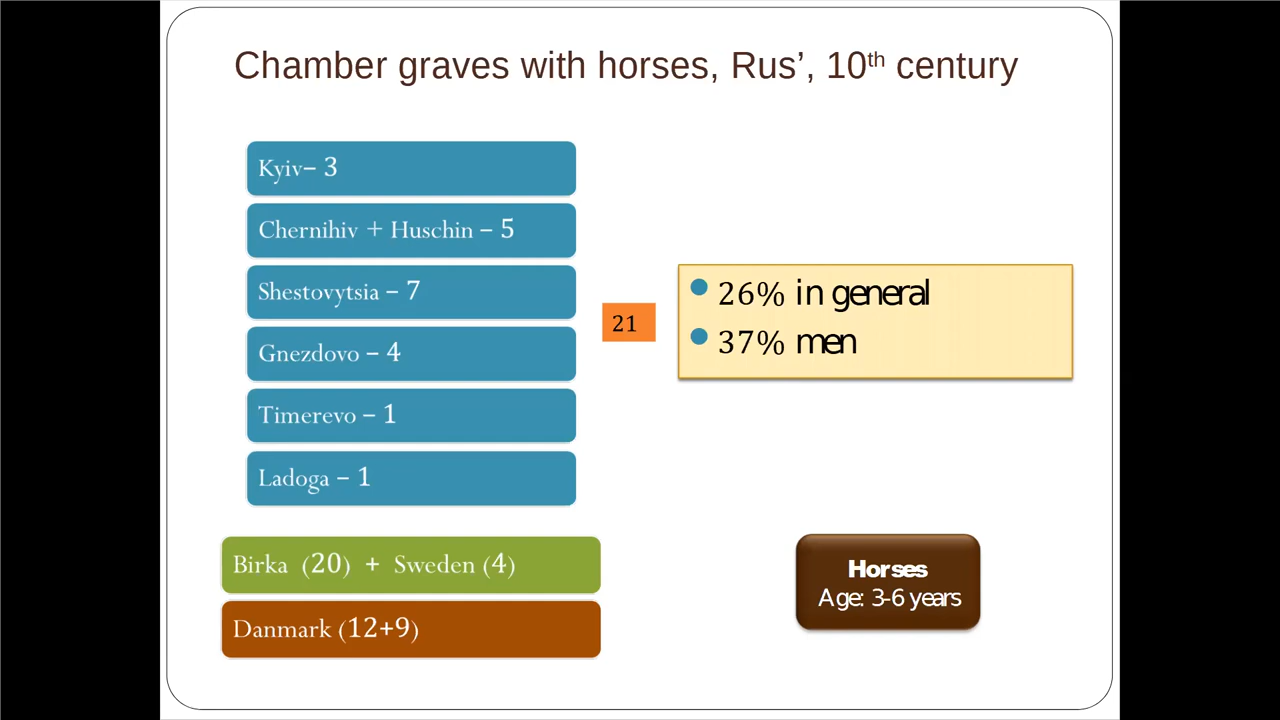 Chamber graves with horses, Rus’, 10th century
Kyiv– 3
Chernihiv + Huschin – 5
Shestovytsia – 7
Gnezdovo – 4
Timerevo – 1
Ladoga – 1
21
26% in general
37% men
Birka (20) + Sweden (4)
Danmark (12+9)
Horses
Age: 3-6 years